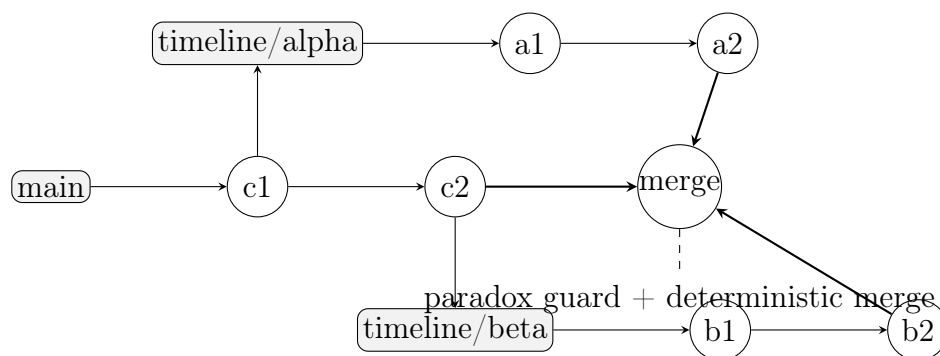 timeline/alpha
a1
a2
main
c1
c2
merge
paradox guard + deterministic merge
timeline/beta
b1
b2